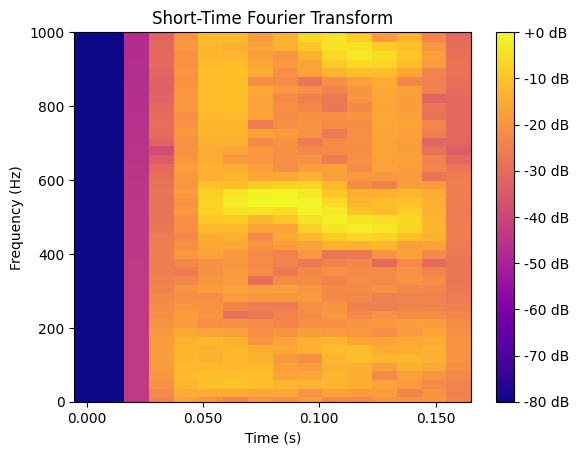 Short-Time Fourier Transform
1000
800
600
400
200
0
Frequency (Hz)
0.000
0.050
0.100
0.150
Time (s)
+0 dB
-10 dB
-20 dB
-30 dB
-40 dB
-50 dB
-60 dB
-70 dB
-80 dB